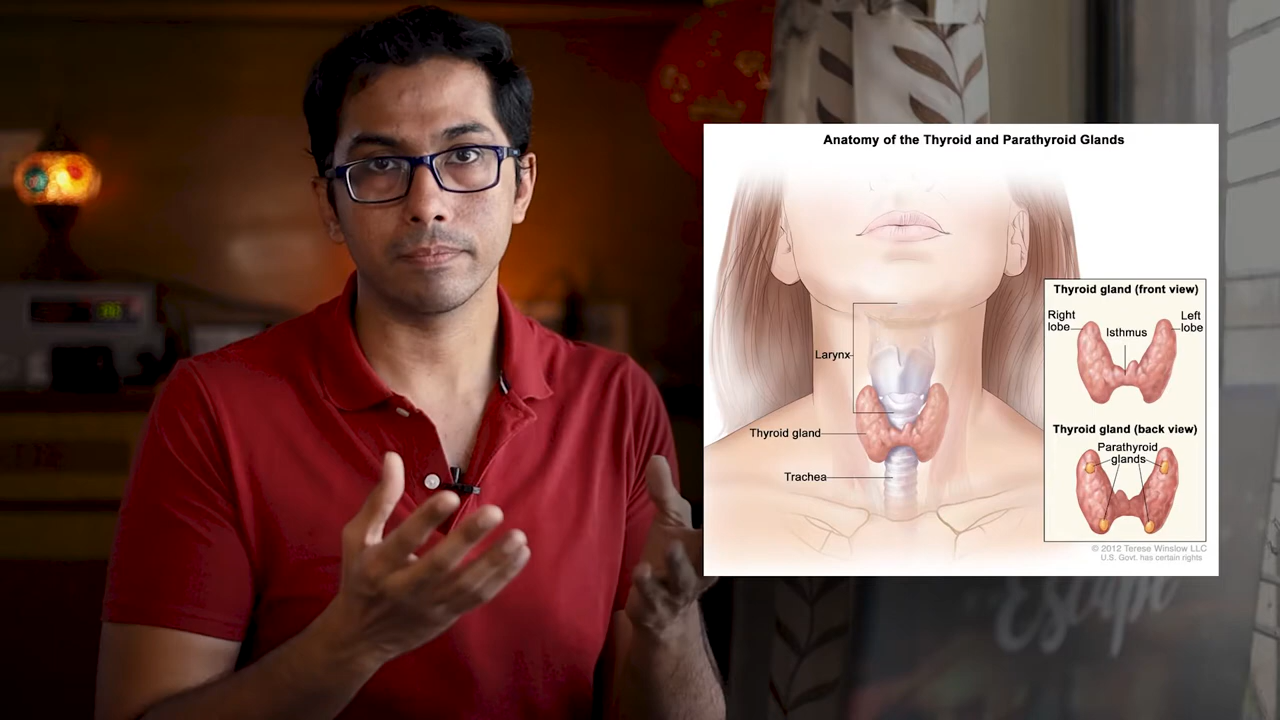 Anatomy of the Thyroid and Parathyroid Glands
Larynx
Thyroid gland
Trachea
Thyroid gland (front view)
Right
lobe
Isthmus
Left
lobe
Thyroid gland (back view)
Parathyroid
glands
© 2012 Terese Winslow LLC
U.S. Govt. has certain rights
Escape